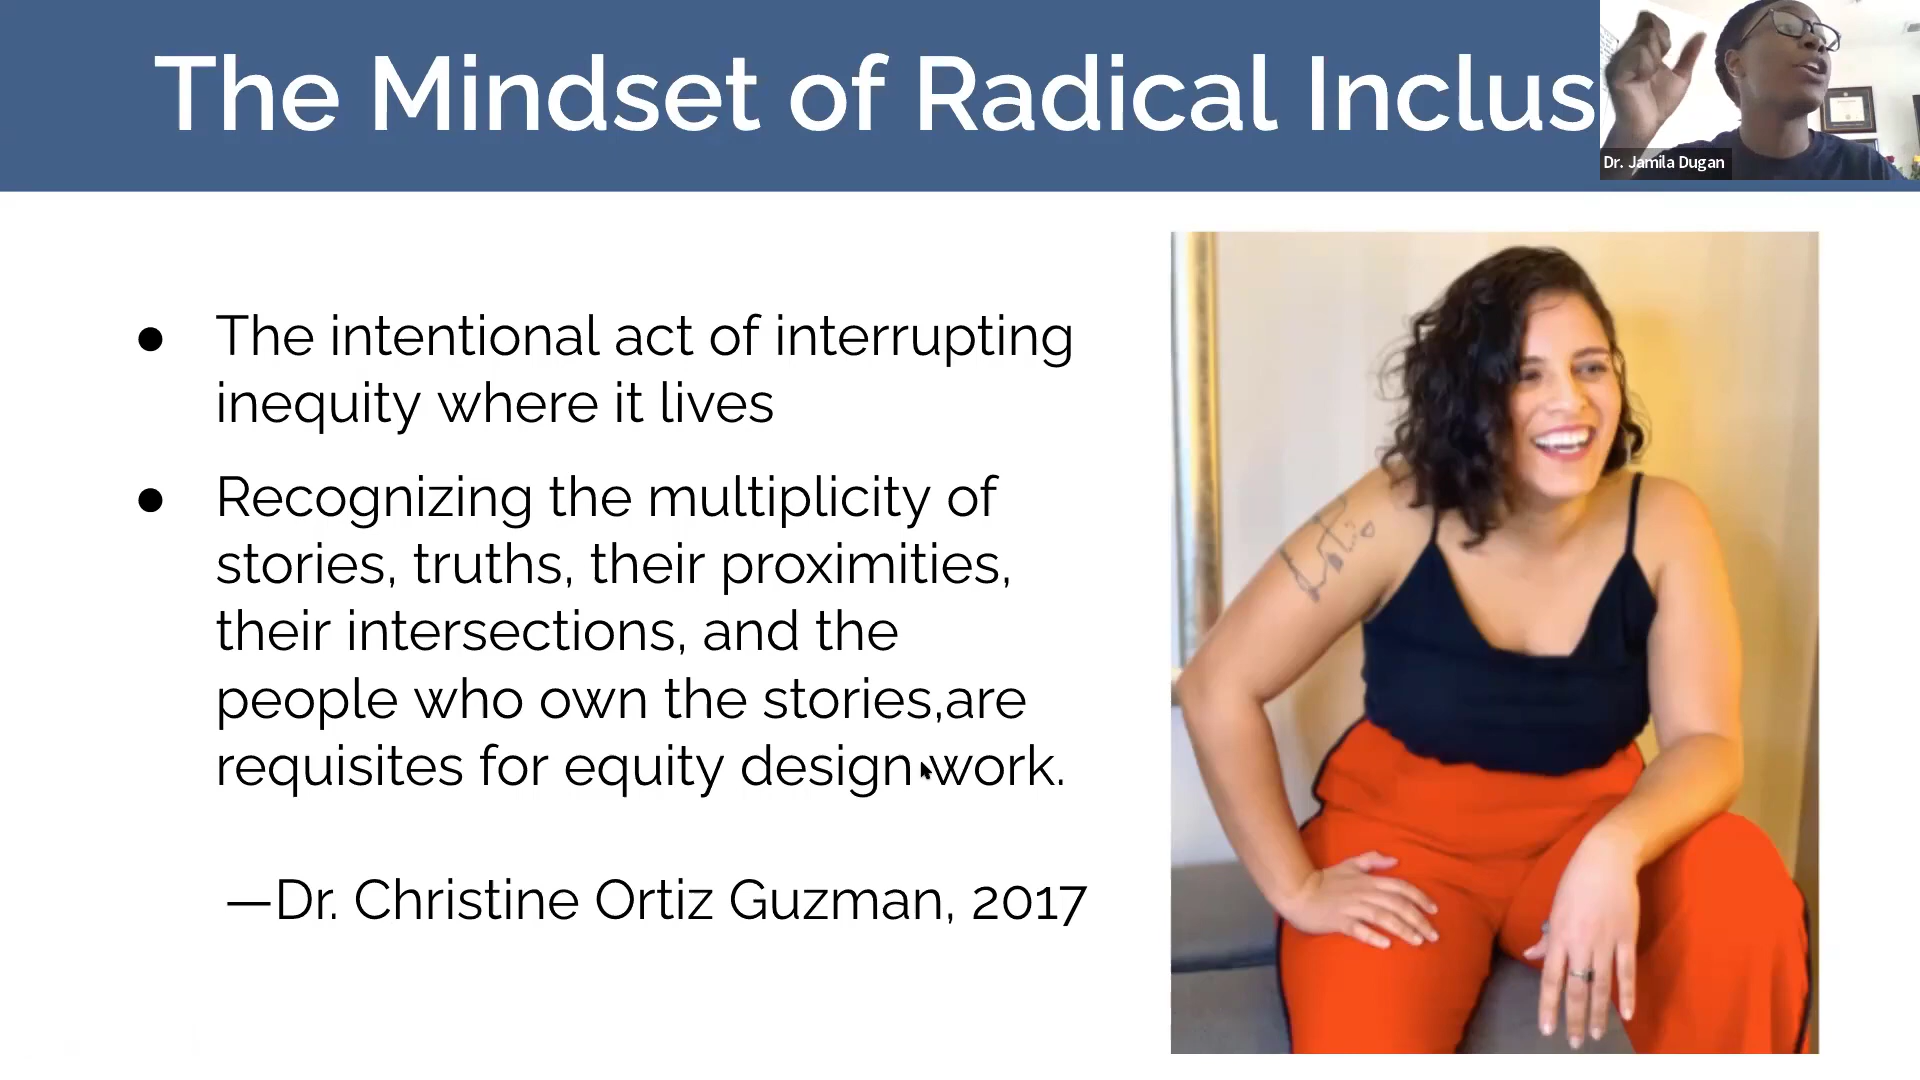 The Mindset of Radical Inclus
Dr. Jamila Dugan
● The intentional act of interrupting
inequity where it lives
● Recognizing the multiplicity of
stories, truths, their proximities,
their intersections, and the
people who own the stories,are
requisites for equity design work.
—Dr. Christine Ortiz Guzman, 2017